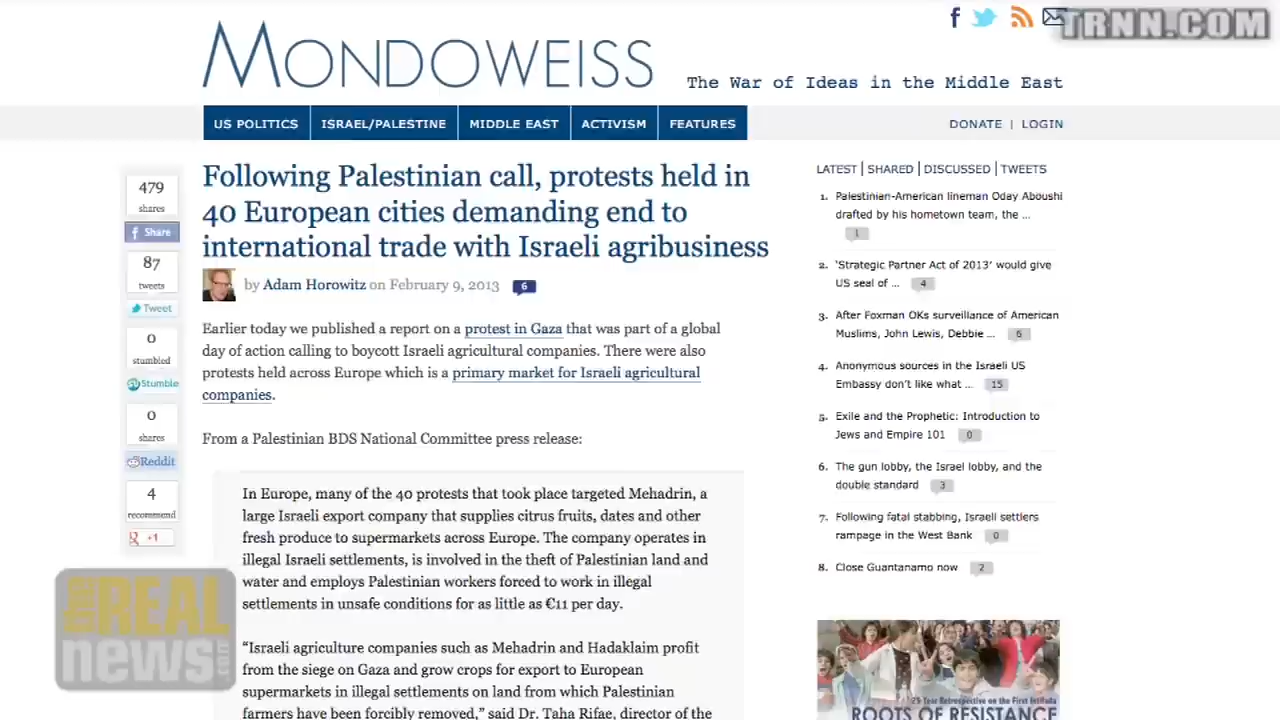 TRNN.COM
MONDOWEISS
The War of Ideas in the Middle East
US POLITICS
ISRAEL/PALESTINE
MIDDLE EAST
ACTIVISM
FEATURES
DONATE | LOGIN
479
shares
Share
87
tweets
Tweet
0
stumbled
Stumble
0
shares
Reddit
4
recommend
+1
Following Palestinian call, protests held in
40 European cities demanding end to
international trade with Israeli agribusiness
by Adam Horowitz on February 9, 2013 6
Earlier today we published a report on a protest in Gaza that was part of a global
day of action calling to boycott Israeli agricultural companies. There were also
protests held across Europe which is a primary market for Israeli agricultural
companies.
From a Palestinian BDS National Committee press release:
In Europe, many of the 40 protests that took place targeted Mehadrin, a
large Israeli export company that supplies citrus fruits, dates and other
fresh produce to supermarkets across Europe. The company operates in
illegal Israeli settlements, is involved in the theft of Palestinian land and
water and employs Palestinian workers forced to work in illegal
settlements in unsafe conditions for as little as €11 per day.
“Israeli agriculture companies such as Mehadrin and Hadaklaim profit
from the siege on Gaza and grow crops for export to European
supermarkets in illegal settlements on land from which Palestinian
farmers have been forcibly removed,” said Dr. Taha Rifae, director of the
LATEST | SHARED | DISCUSSED | TWEETS
1. Palestinian-American lineman Oday Aboushi
drafted by his hometown team, the ...
1
2. ‘Strategic Partner Act of 2013’ would give
US seal of ... 4
3. After Foxman OKs surveillance of American
Muslims, John Lewis, Debbie ... 6
4. Anonymous sources in the Israeli US
Embassy don’t like what ... 15
5. Exile and the Prophetic: Introduction to
Jews and Empire 101 0
6. The gun lobby, the Israel lobby, and the
double standard 3
7. Following fatal stabbing, Israeli settlers
rampage in the West Bank 0
8. Close Guantanamo now 2
25-Year Retrospective on the First Intifada
ROOTS OF RESISTANCE
the REAL
news.com